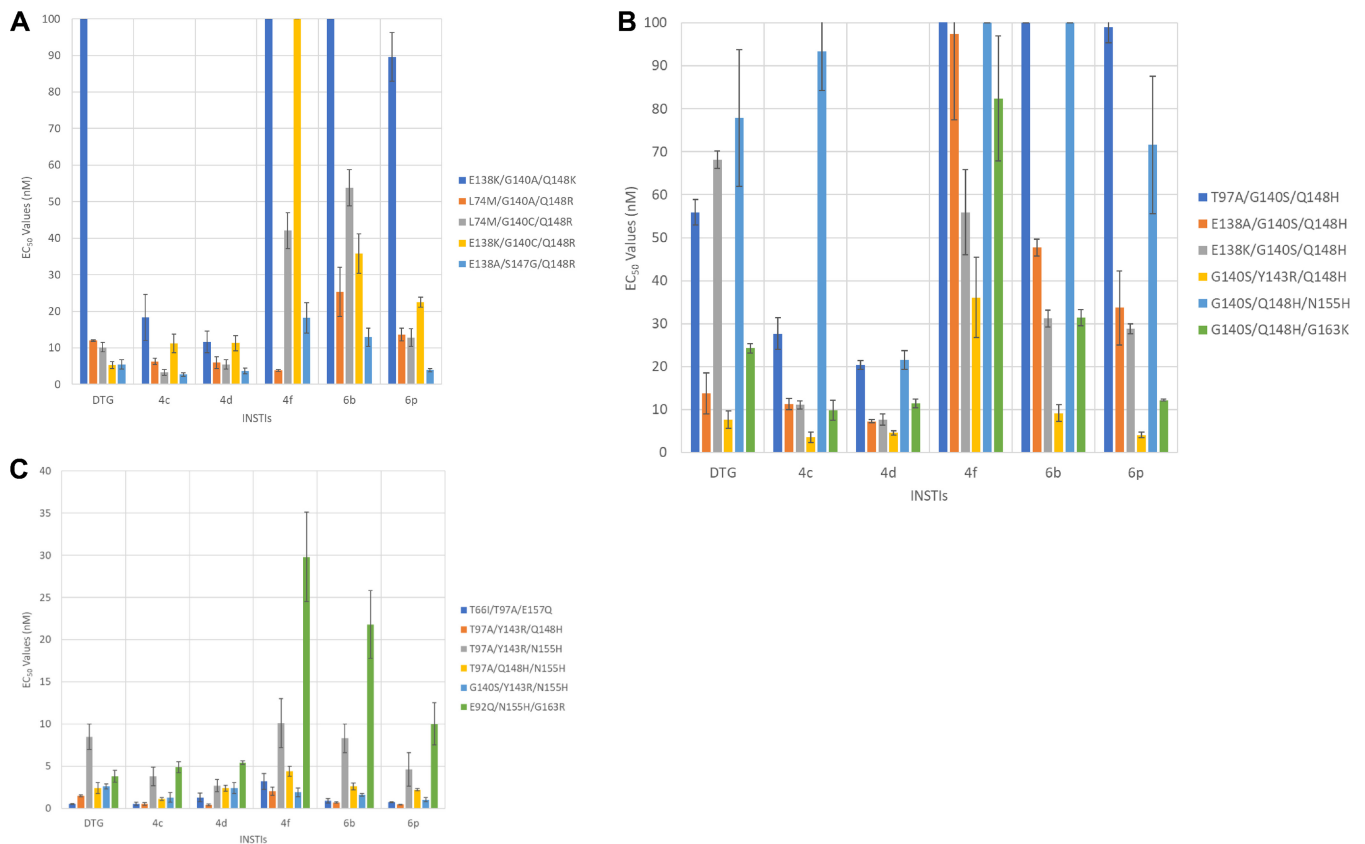 A
100
90
80
70
60
50
40
30
20
10
0
EC50 Values (nM)
DTG 4c 4d 4f 6b 6p
INSTIs
E138K/G140A/Q148K
L74M/G140A/Q148R
L74M/G140C/Q148R
E138K/G140C/Q148R
E138A/S147G/Q148R
B
100
90
80
70
60
50
40
30
20
10
0
EC50 Values (nM)
DTG 4c 4d 4f 6b 6p
INSTIs
T97A/G140S/Q148H
E138A/G140S/Q148H
E138K/G140S/Q148H
G140S/Y143R/Q148H
G140S/Q148H/N155H
G140S/Q148H/G163K
C
40
35
30
25
20
15
10
5
0
EC50 Values (nM)
DTG 4c 4d 4f 6b 6p
INSTIs
T66I/T97A/E157Q
T97A/Y143R/Q148H
T97A/Y143R/N155H
T97A/Q148H/N155H
G140S/Y143R/N155H
E92Q/N155H/G163R